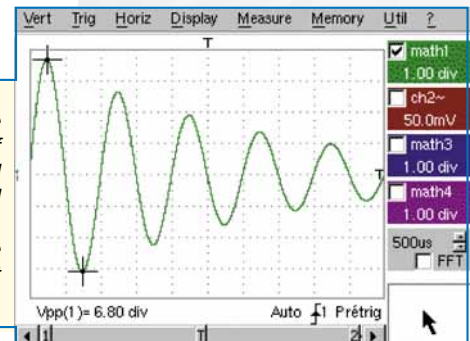 Vert Trig Horiz Display Measure Memory Util ?
T
math1
1.00 div
ch2~
50.0mV
math3
1.00 div
T
math4
1.00 div
500us
FFT
Vpp(1)= 6.80 div Auto 1 Prétrig
1 T 2